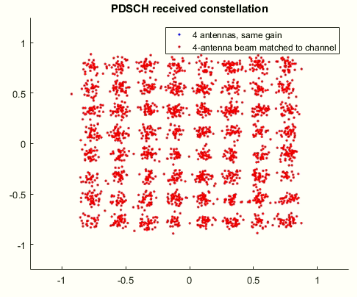 PDSCH received constellation
4 antennas, same gain
4-antenna beam matched to channel
1
0.5
0
-0.5
-1
-1 -0.5 0 0.5 1